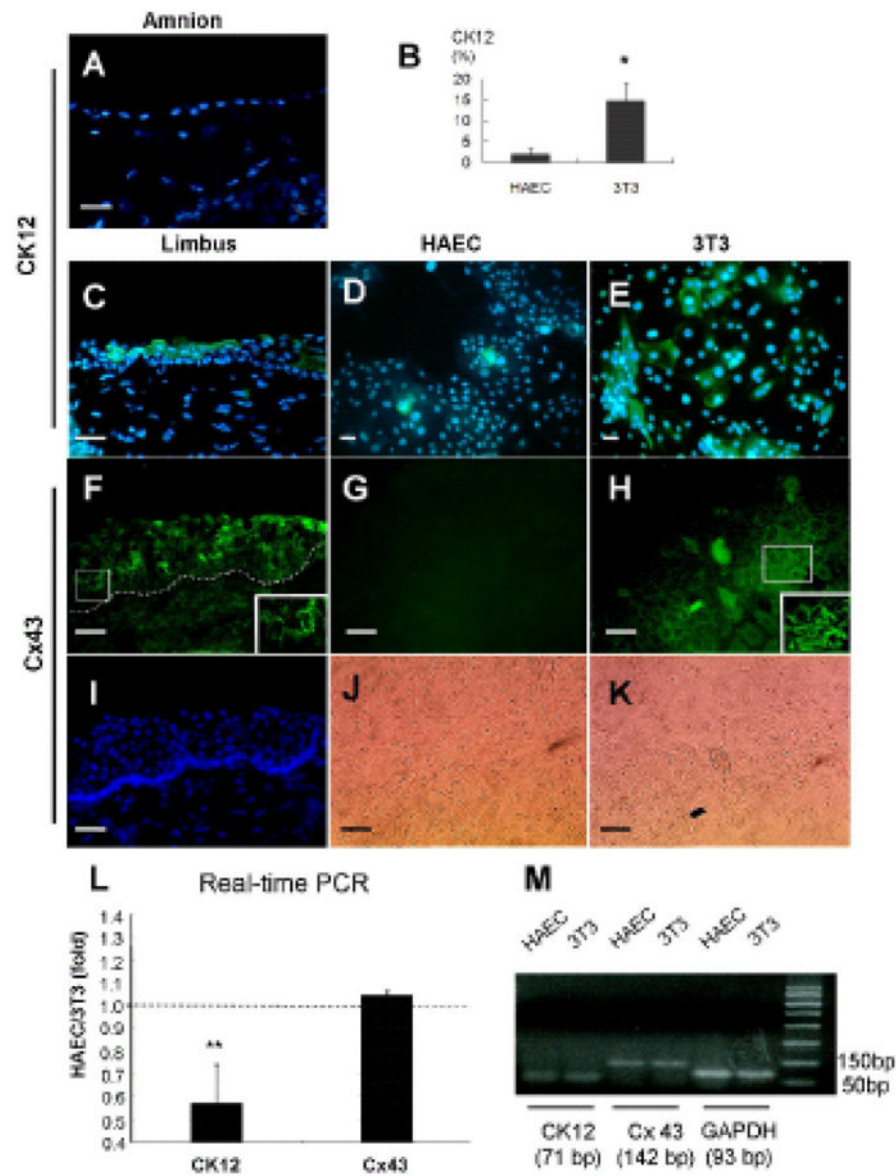 Amnion
A
B
CK12
(%)
*
20
15
10
5
0
HAEC
3T3
CK12
Limbus
HAEC
3T3
C
D
E
Cx43
F
G
H
I
J
K
L
Real-time PCR
HAEC/3T3 (fold)
1.4
1.3
1.2
1.1
1.0
0.9
0.8
0.7
0.6
0.5
0.4
**
CK12
Cx43
M
HAEC
3T3
HAEC
3T3
HAEC
3T3
150bp
50bp
CK12
(71 bp)
Cx 43
(142 bp)
GAPDH
(93 bp)